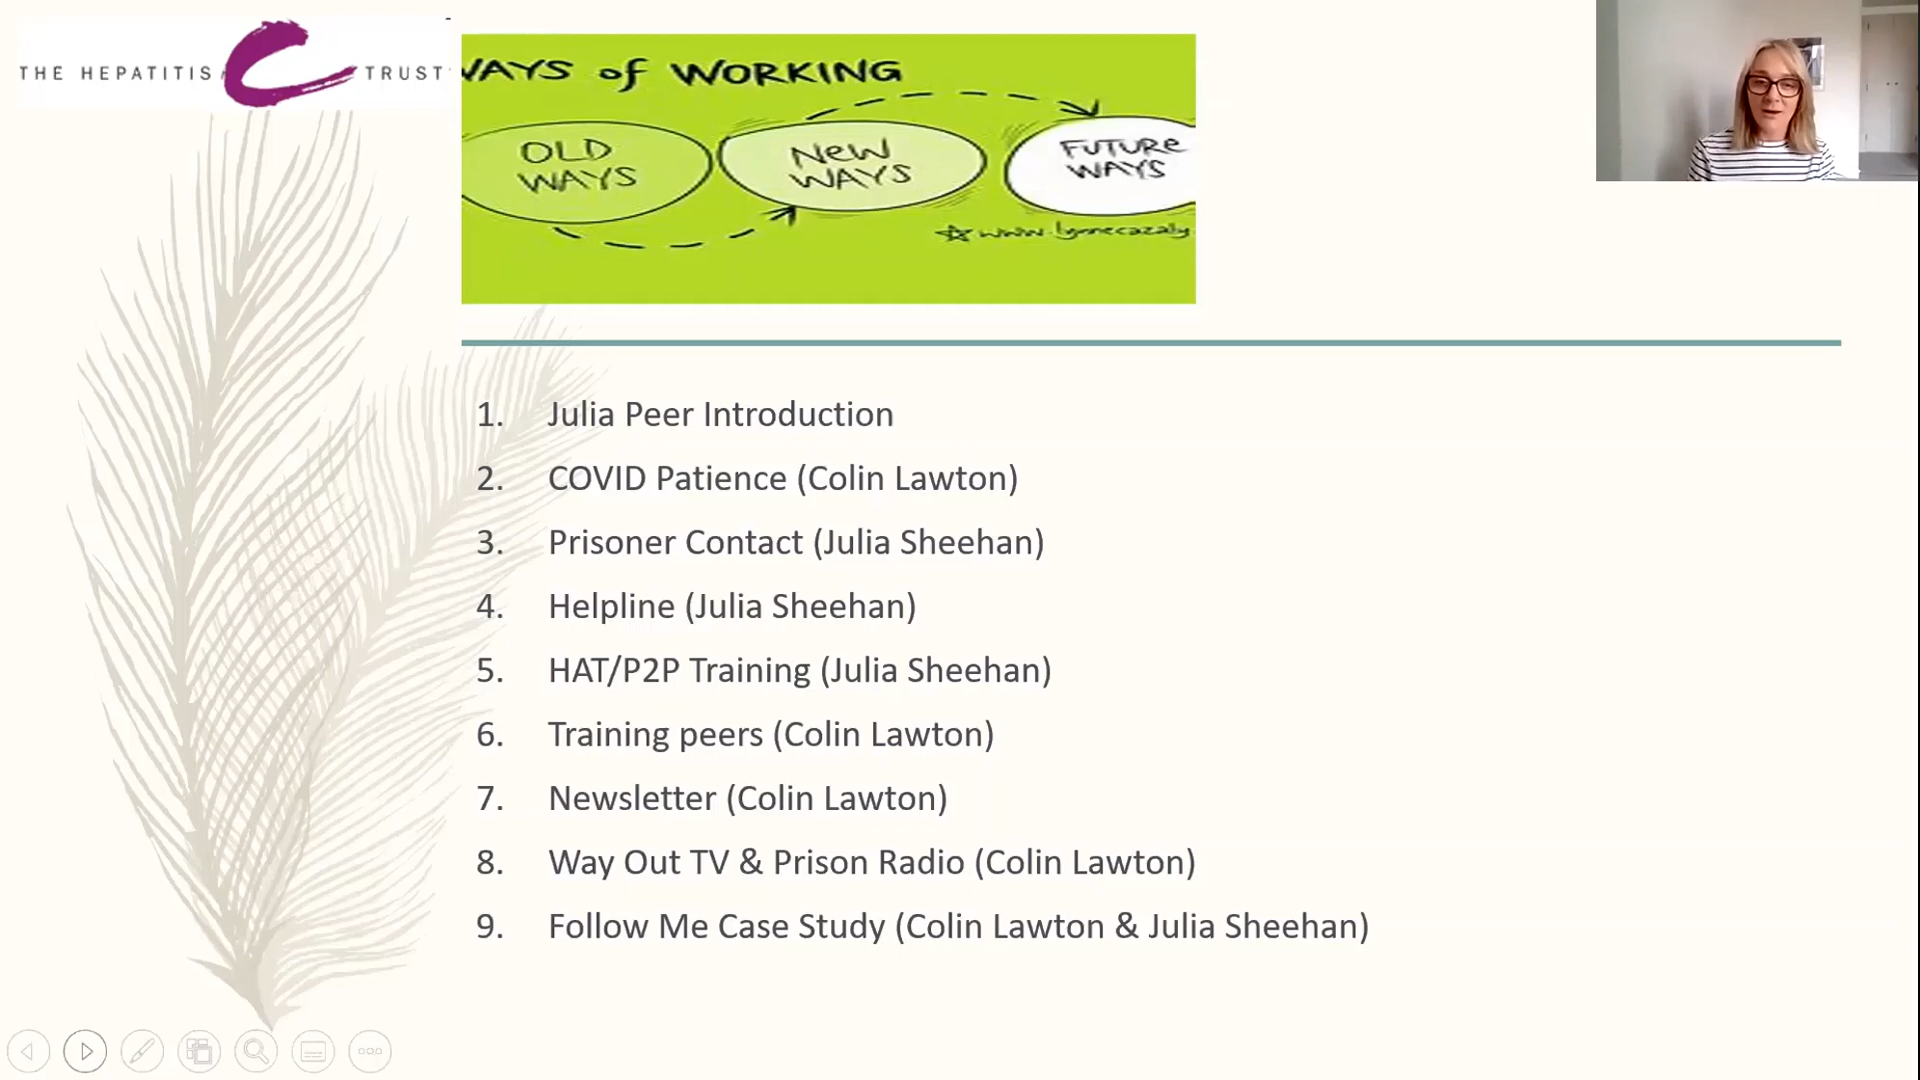 THE HEPATITIS C TRUST
WAYS of WORKING
OLD
WAYS
NEW
WAYS
FUTURE
WAYS
www.lynnecazaly
1. Julia Peer Introduction
2. COVID Patience (Colin Lawton)
3. Prisoner Contact (Julia Sheehan)
4. Helpline (Julia Sheehan)
5. HAT/P2P Training (Julia Sheehan)
6. Training peers (Colin Lawton)
7. Newsletter (Colin Lawton)
8. Way Out TV & Prison Radio (Colin Lawton)
9. Follow Me Case Study (Colin Lawton & Julia Sheehan)